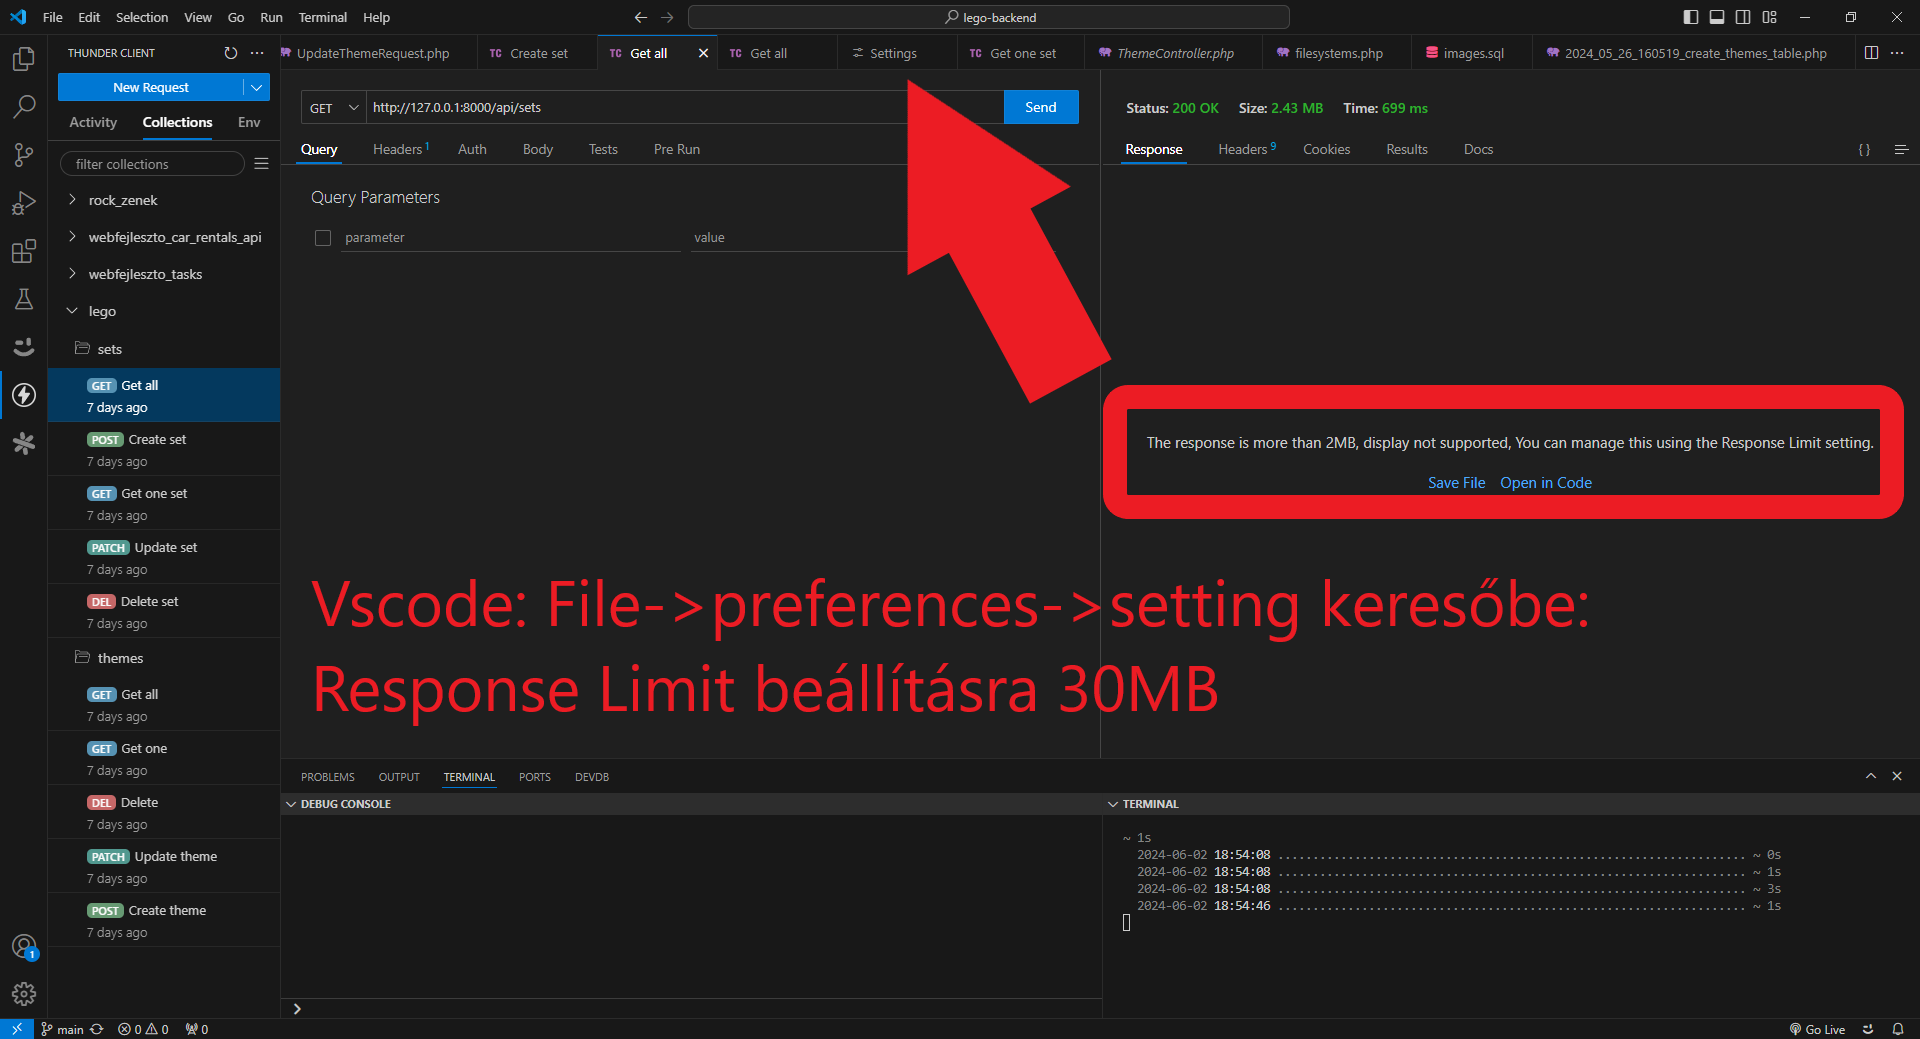 File Edit Selection View Go Run Terminal Help
lego-backend
THUNDER CLIENT
UpdateThemeRequest.php
TC Create set
TC Get all
TC Get all
Settings
TC Get one set
ThemeController.php
filesystems.php
images.sql
2024_05_26_160519_create_themes_table.php
New Request
Activity Collections Env
filter collections
rock_zenek
webfejleszto_car_rentals_api
webfejleszto_tasks
lego
sets
GET Get all
7 days ago
POST Create set
7 days ago
GET Get one set
7 days ago
PATCH Update set
7 days ago
DEL Delete set
7 days ago
themes
GET Get all
7 days ago
GET Get one
7 days ago
DEL Delete
7 days ago
PATCH Update theme
7 days ago
POST Create theme
7 days ago
GET http://127.0.0.1:8000/api/sets Send
Query Headers 1 Auth Body Tests Pre Run
Query Parameters
parameter value
Status: 200 OK Size: 2.43 MB Time: 699 ms
Response Headers 9 Cookies Results Docs { }
The response is more than 2MB, display not supported, You can manage this using the Response Limit setting.
Save File Open in Code
Vscode: File->preferences->setting keresőbe:
Response Limit beállításra 30MB
PROBLEMS OUTPUT TERMINAL PORTS DEVDB
DEBUG CONSOLE
TERMINAL
~ 1s
2024-06-02 18:54:08 .................................................................. ~ 0s
2024-06-02 18:54:08 .................................................................. ~ 1s
2024-06-02 18:54:08 .................................................................. ~ 3s
2024-06-02 18:54:46 .................................................................. ~ 1s
1
main 0 0 0
Go Live